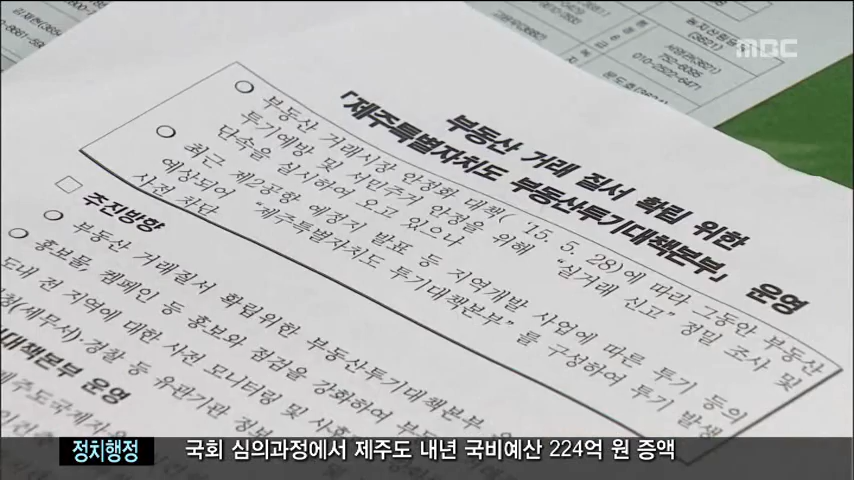 MBC
(3621)
752-8085
010-2522-6471
부동산 거래 질서 확립 위한
「제주특별자치도 부동산투기대책본부」 운영
○ 부동산 거래시장 안정화 대책( '15. 5. 28)에 따라 그동안 부동산
투기예방 및 서민주거 안정을 위해 "실거래 신고" 정밀 조사 및
단속을 실시하여 오고 있으나
○ 최근 제2공항 예정지 발표 등 지역개발 사업에 따른 투기 등의
예상되어 "제주특별자치도 투기대책본부"를 구성하여 투기 발생
사전 차단
□ 추진방향
○ 부동산 거래질서 확립위한 부동산투기대책본부
○ 홍보물, 캠페인 등 홍보와 점검을 강화하여
도내 전 지역에 대한 사전 모니터링 및
(세무서)·경찰 등 유관기관 정보
대책본부 운영
정치행정 국회 심의과정에서 제주도 내년 국비예산 224억 원 증액